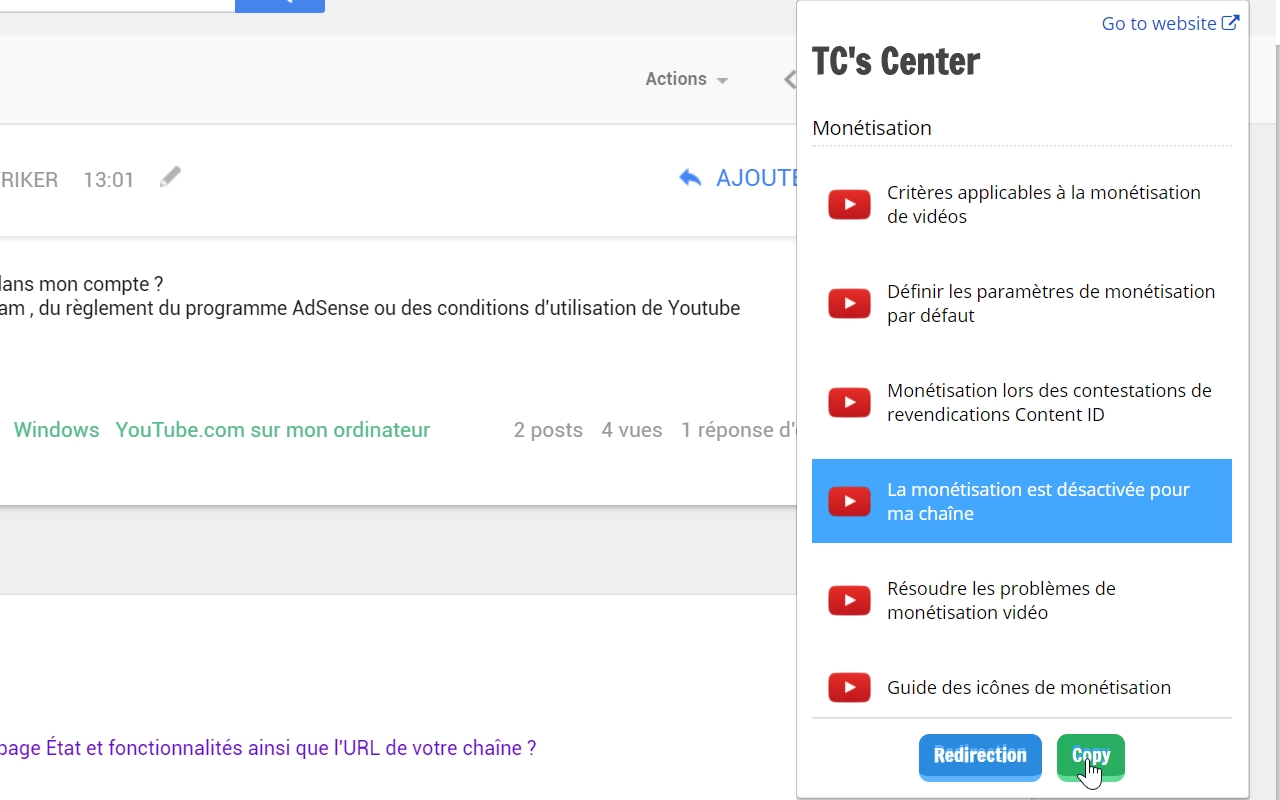 Actions
RIKER 13:01
AJOUTE
dans mon compte ?
am , du règlement du programme AdSense ou des conditions d'utilisation de Youtube
Windows YouTube.com sur mon ordinateur 2 posts 4 vues 1 réponse d'
page État et fonctionnalités ainsi que l'URL de votre chaîne ?
Go to website
TC's Center
Monétisation
Critères applicables à la monétisation
de vidéos
Définir les paramètres de monétisation
par défaut
Monétisation lors des contestations de
revendications Content ID
La monétisation est désactivée pour
ma chaîne
Résoudre les problèmes de
monétisation vidéo
Guide des icônes de monétisation
Redirection Copy